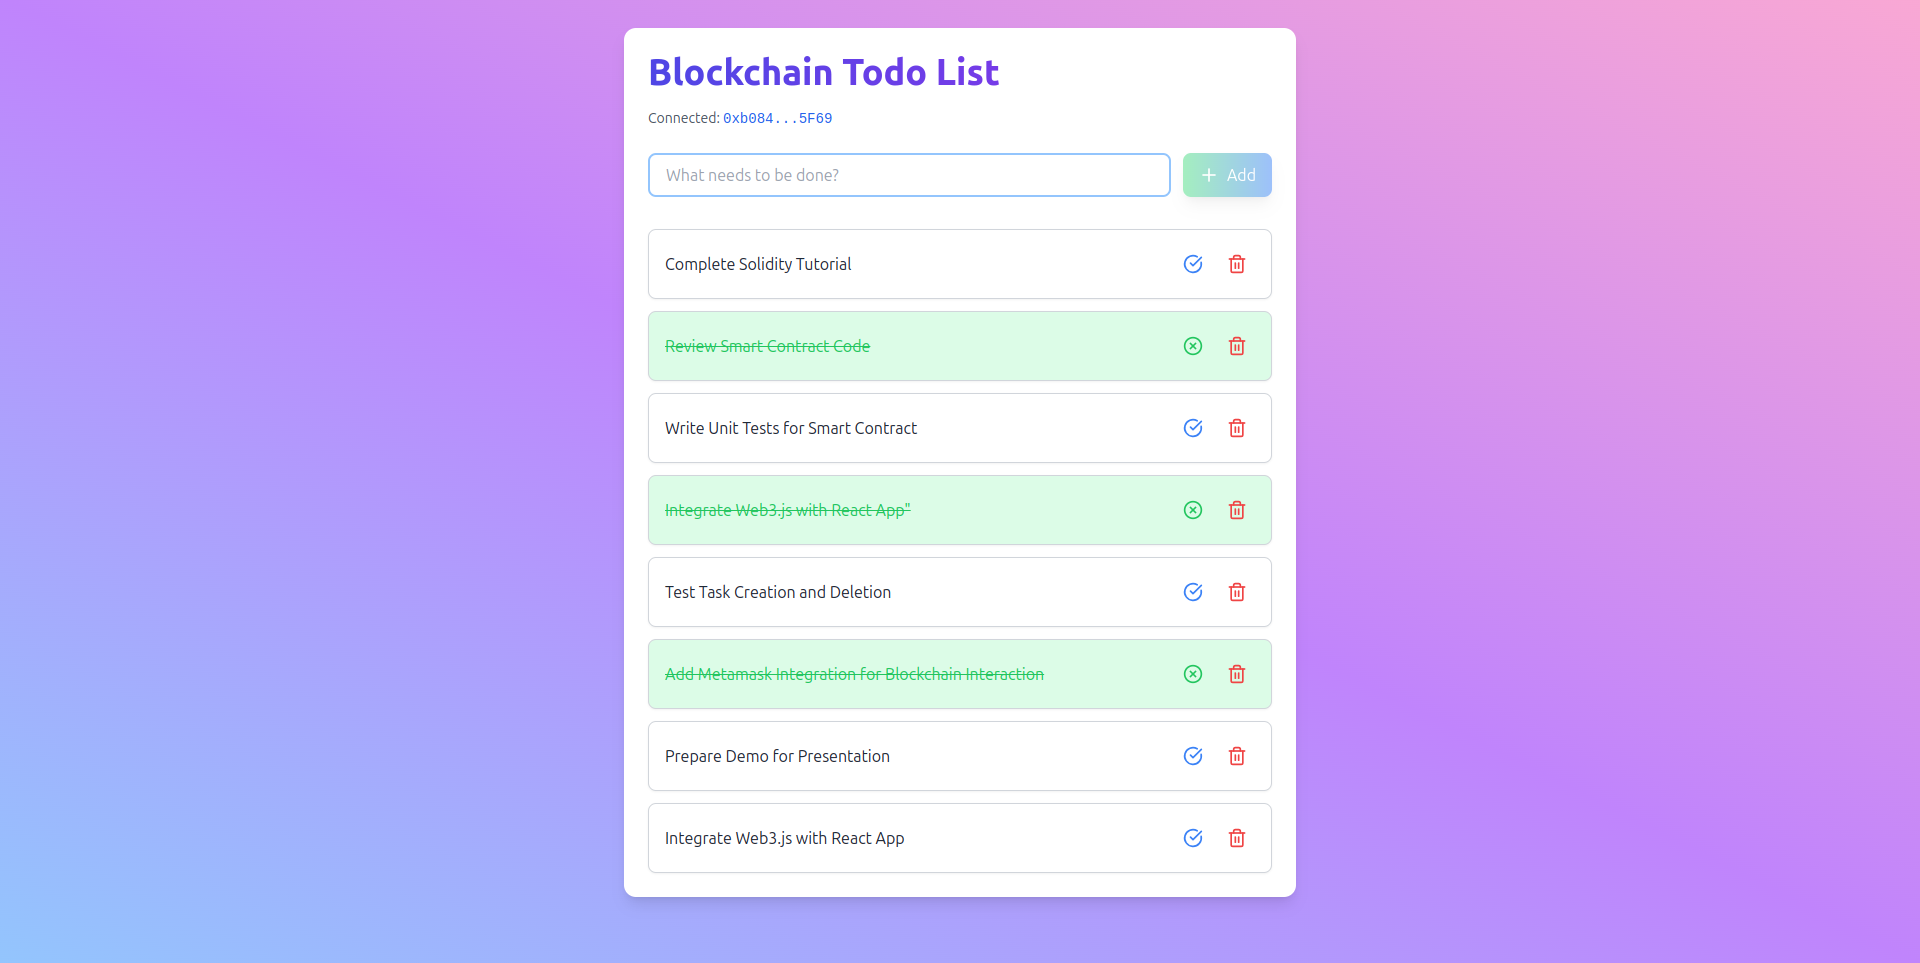 Blockchain Todo List
Connected: 0xb084...5F69
What needs to be done?
Add
Complete Solidity Tutorial
Review Smart Contract Code
Write Unit Tests for Smart Contract
Integrate Web3.js with React App"
Test Task Creation and Deletion
Add Metamask Integration for Blockchain Interaction
Prepare Demo for Presentation
Integrate Web3.js with React App